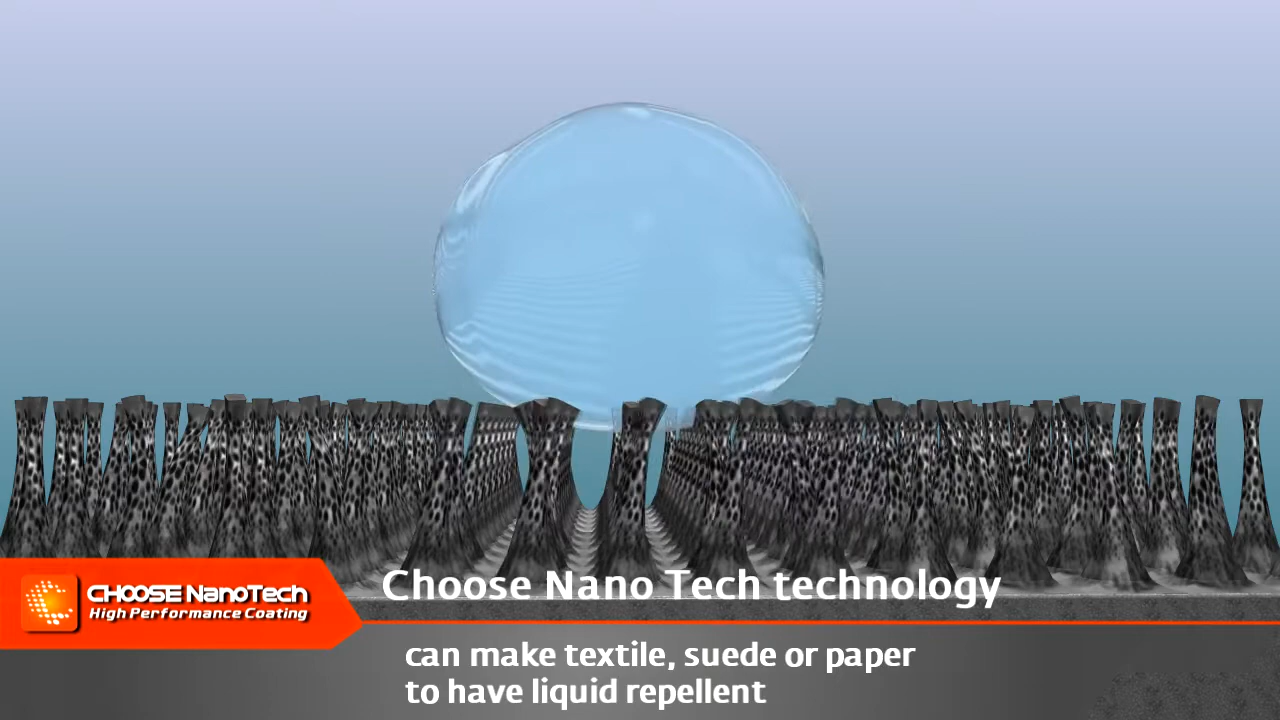 Choose Nano Tech technology
CHOOSE NanoTech
High Performance Coating
can make textile, suede or paper
to have liquid repellent